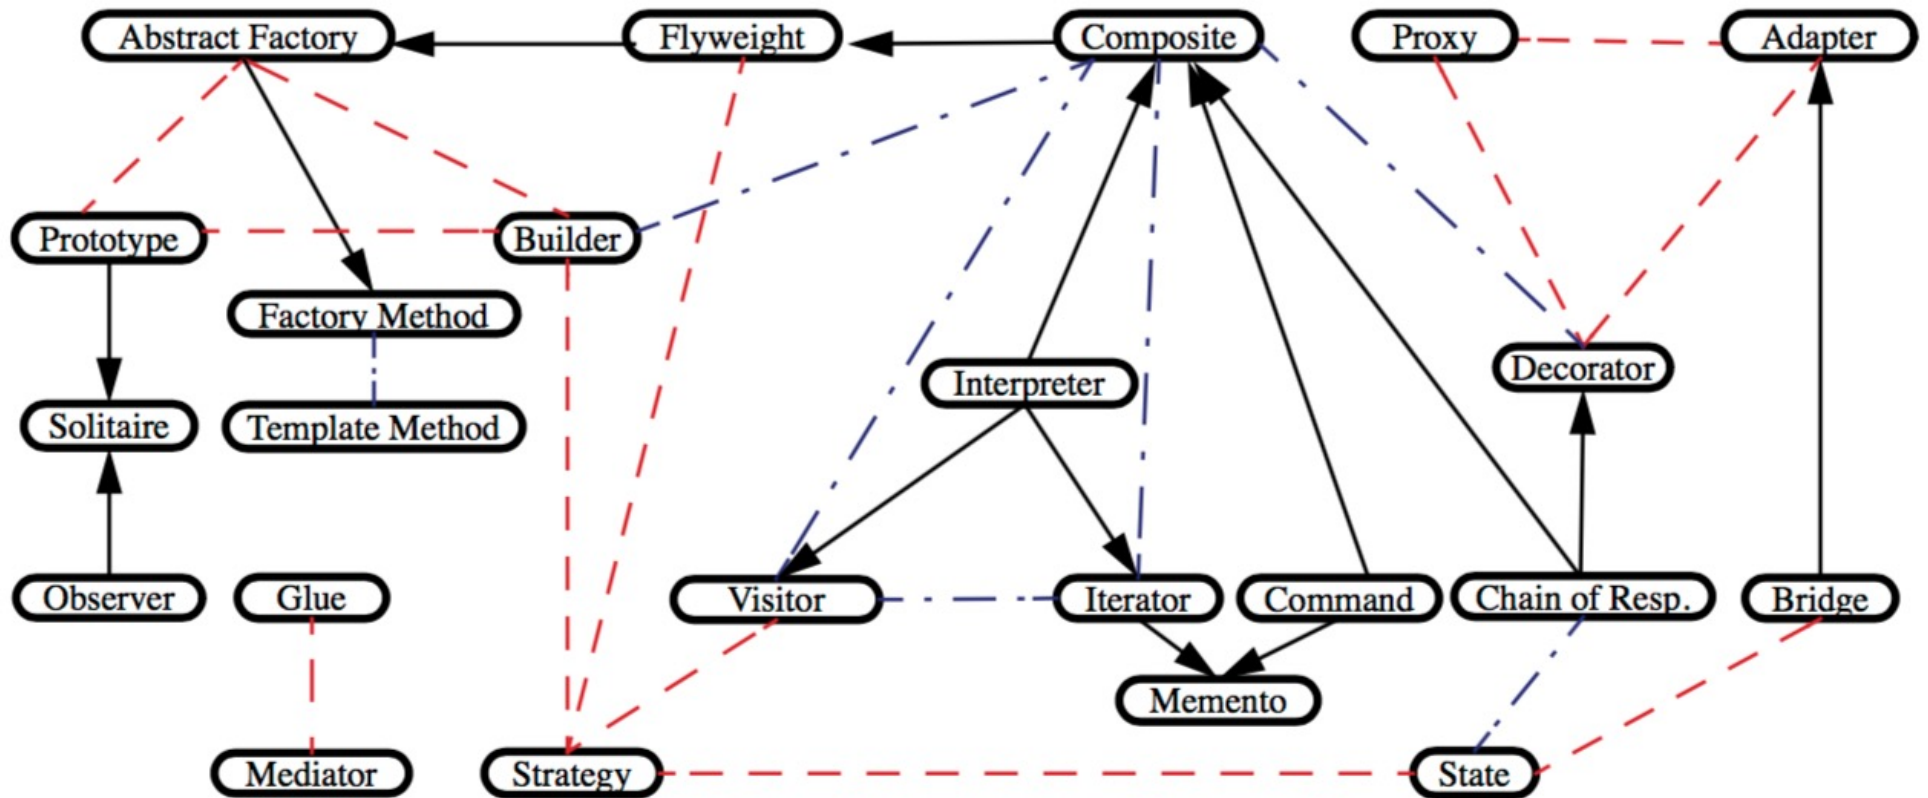 Abstract Factory
Flyweight
Composite
Proxy
Adapter
Prototype
Builder
Factory Method
Interpreter
Decorator
Solitaire
Template Method
Observer
Glue
Visitor
Iterator
Command
Chain of Resp.
Bridge
Memento
Mediator
Strategy
State